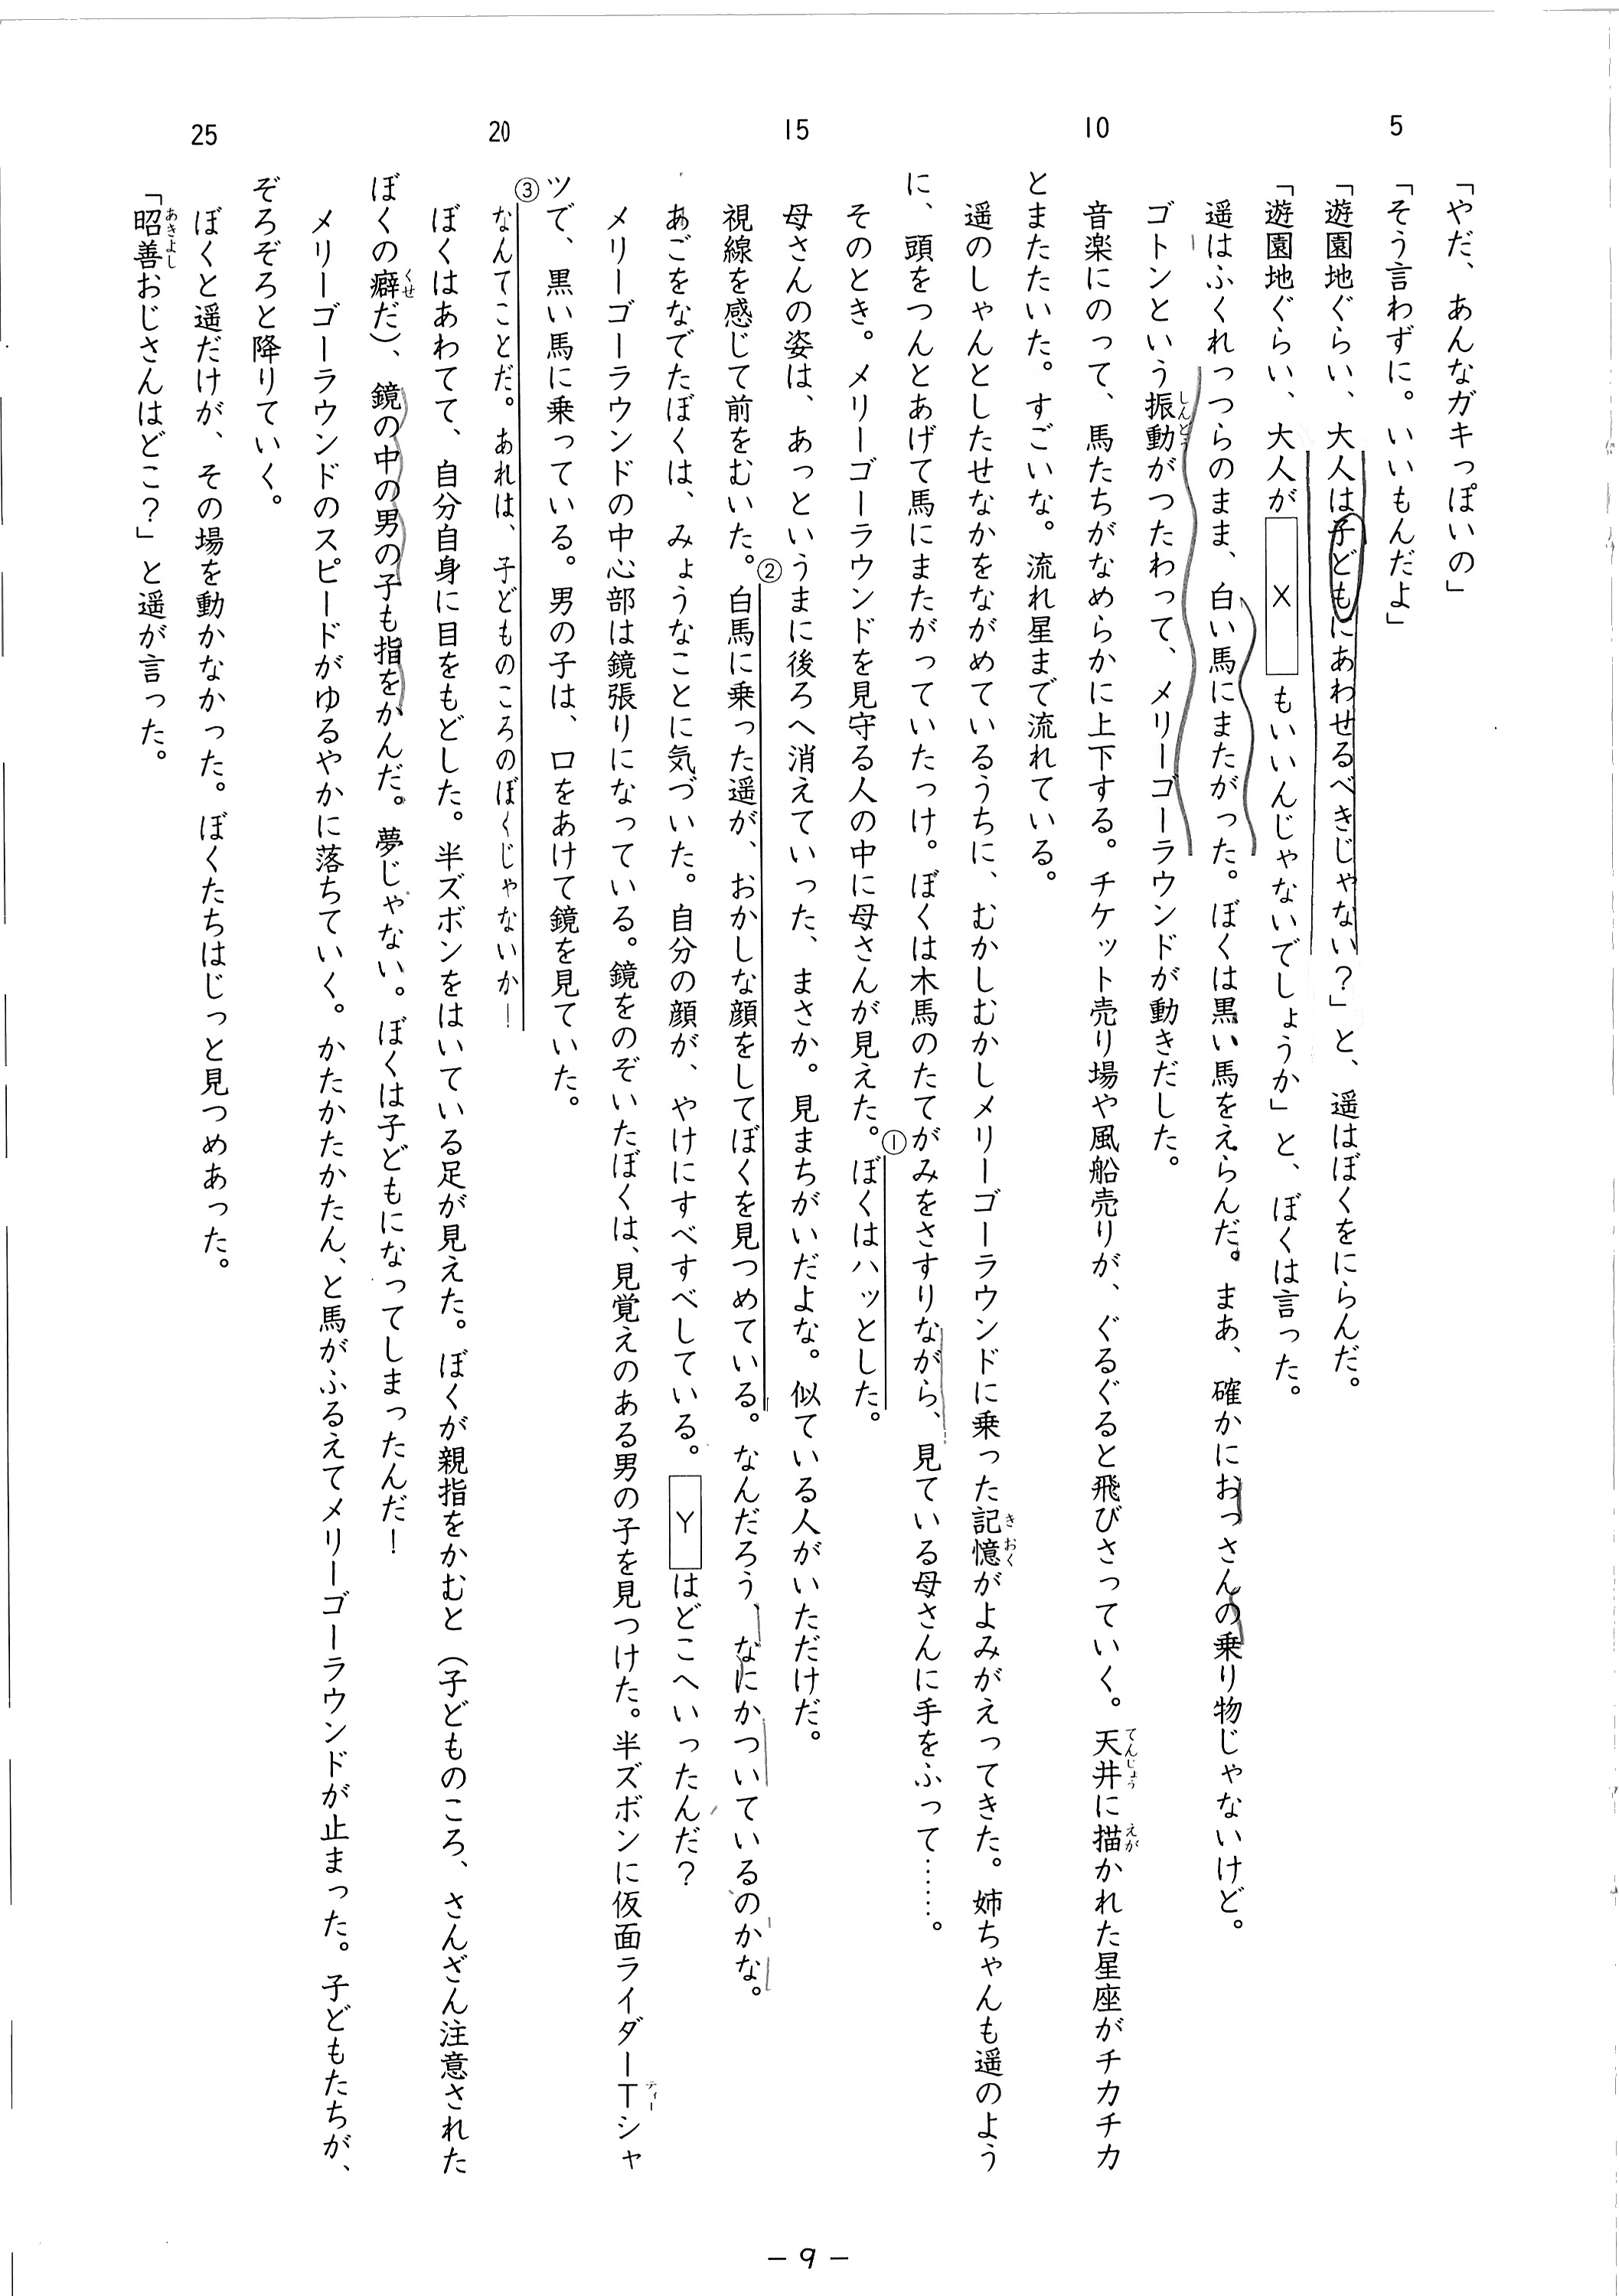 「やだ、あんなガキっぽいの」
「そう言わずに。いいもんだよ」
「遊園地ぐらい、大人は子どもにあわせるべきじゃない？」と、遥はぼくをにらんだ。
5
「遊園地ぐらい、大人が X もいいんじゃないでしょうか」と、ぼくは言った。
遥はふくれっつらのまま、白い馬にまたがった。ぼくは黒い馬をえらんだ。まあ、確かにおっさんの乗り物じゃないけど。
ゴトンという振動がつたわって、メリーゴーラウンドが動きだした。
しんどう
音楽にのって、馬たちがなめらかに上下する。チケット売り場や風船売りが、ぐるぐると飛びさっていく。天井に描かれた星座がチカチカ
てんじょう
えが
とまたたいた。すごいな。流れ星まで流れている。
10
遥のしゃんとしたせなかをながめているうちに、むかしむかしメリーゴーラウンドに乗った記憶がよみがえってきた。姉ちゃんも遥のよう
きおく
に、頭をつんとあげて馬にまたがっていたっけ。ぼくは木馬のたてがみをさすりながら、見ている母さんに手をふって……。
そのとき。メリーゴーラウンドを見守る人の中に母さんが見えた。①ぼくはハッとした。
母さんの姿は、あっというまに後ろへ消えていった、まさか。見まちがいだよな。似ている人がいただけだ。
視線を感じて前をむいた。②白馬に乗った遥が、おかしな顔をしてぼくを見つめている。なんだろう、なにかついているのかな。
15
あごをなでたぼくは、みょうなことに気づいた。自分の顔が、やけにすべすべしている。 Y はどこへいったんだ？
メリーゴーラウンドの中心部は鏡張りになっている。鏡をのぞいたぼくは、見覚えのある男の子を見つけた。半ズボンに仮面ライダーTシャ
ティー
ツで、黒い馬に乗っている。男の子は、口をあけて鏡を見ていた。
③なんてことだ。あれは、子どものころのぼくじゃないか！
ぼくはあわてて、自分自身に目をもどした。半ズボンをはいている足が見えた。ぼくが親指をかむと（子どものころ、さんざん注意された
20
ぼくの癖だ）、鏡の中の男の子も指をかんだ。夢じゃない。ぼくは子どもになってしまったんだ！
くせ
メリーゴーラウンドのスピードがゆるやかに落ちていく。かたかたかたん、と馬がふるえてメリーゴーラウンドが止まった。子どもたちが、
ぞろぞろと降りていく。
ぼくと遥だけが、その場を動かなかった。ぼくたちはじっと見つめあった。
「昭善おじさんはどこ？」と遥が言った。
あきよし
25
－9－